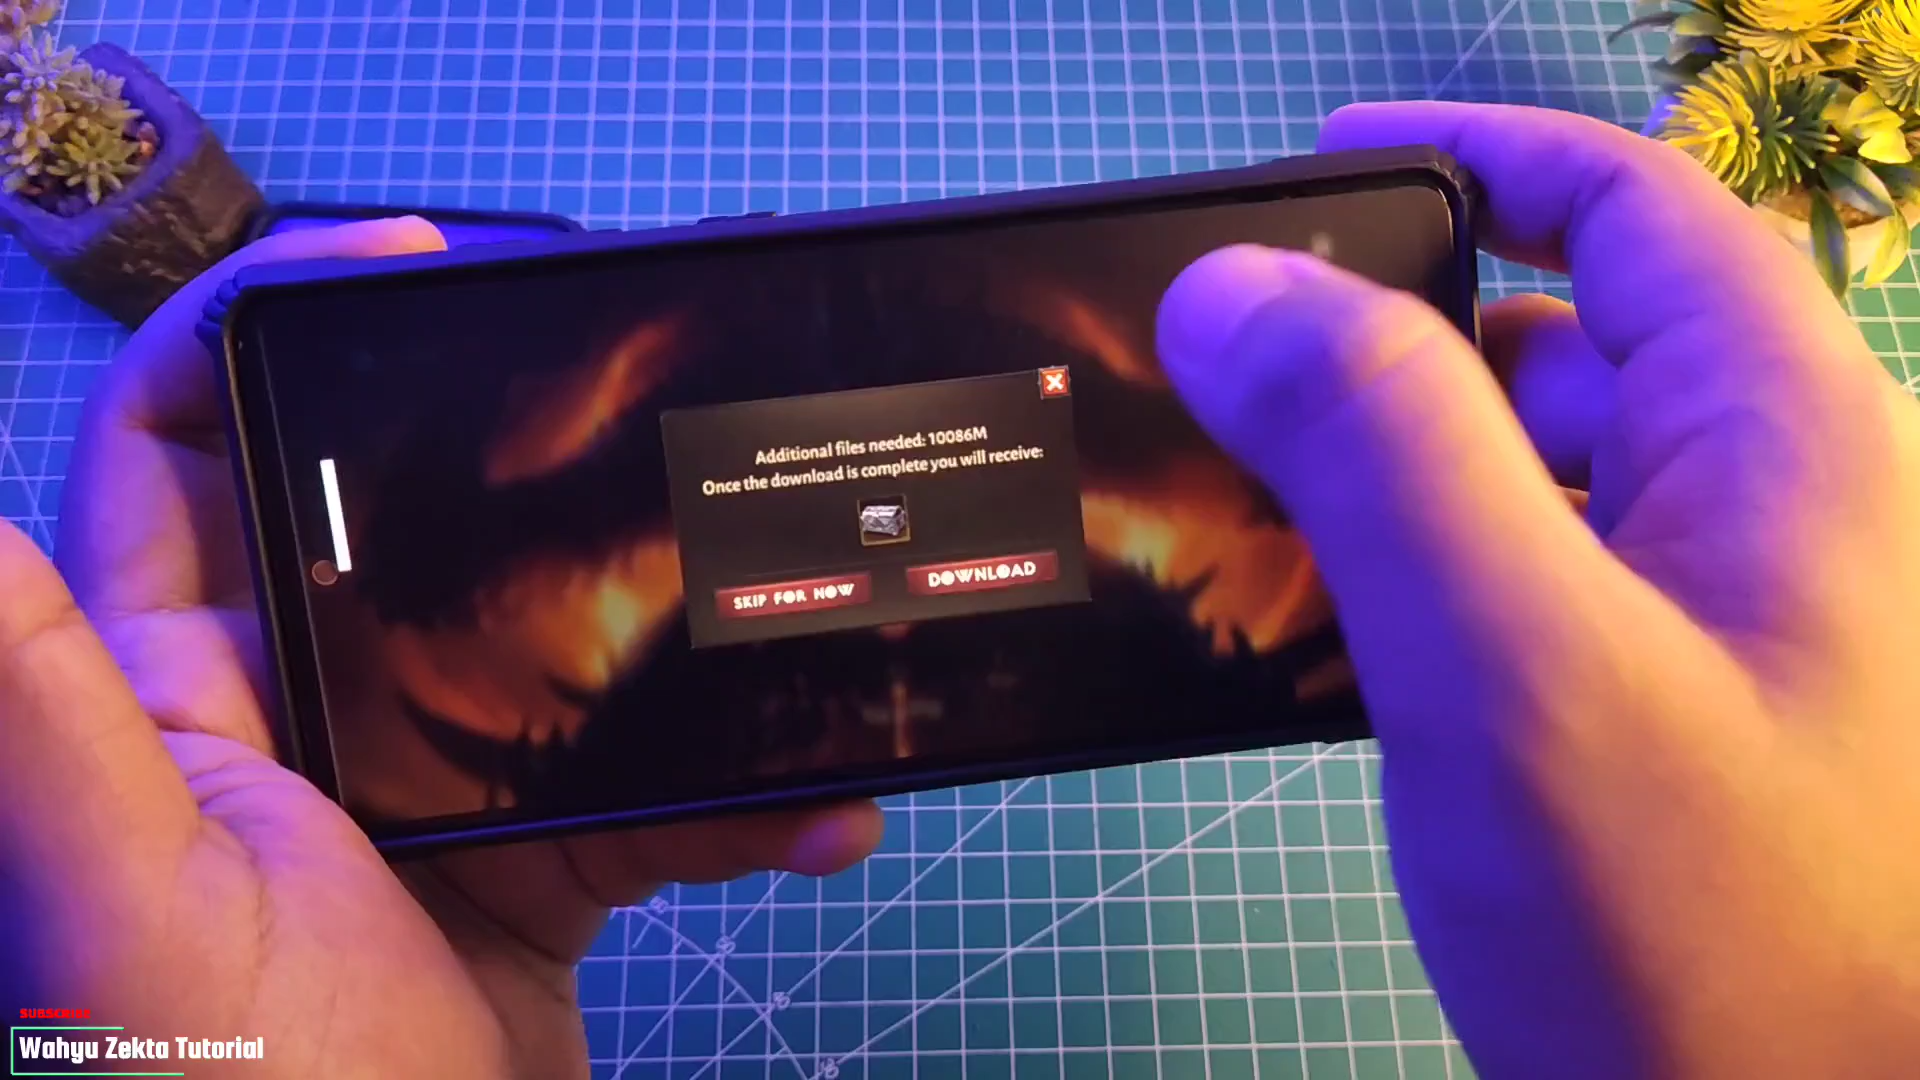 Additional files needed: 10086M
Once the download is complete you will receive:
SKIP FOR NOW
DOWNLOAD
SUBSCRIBE
Wahyu Zekta Tutorial